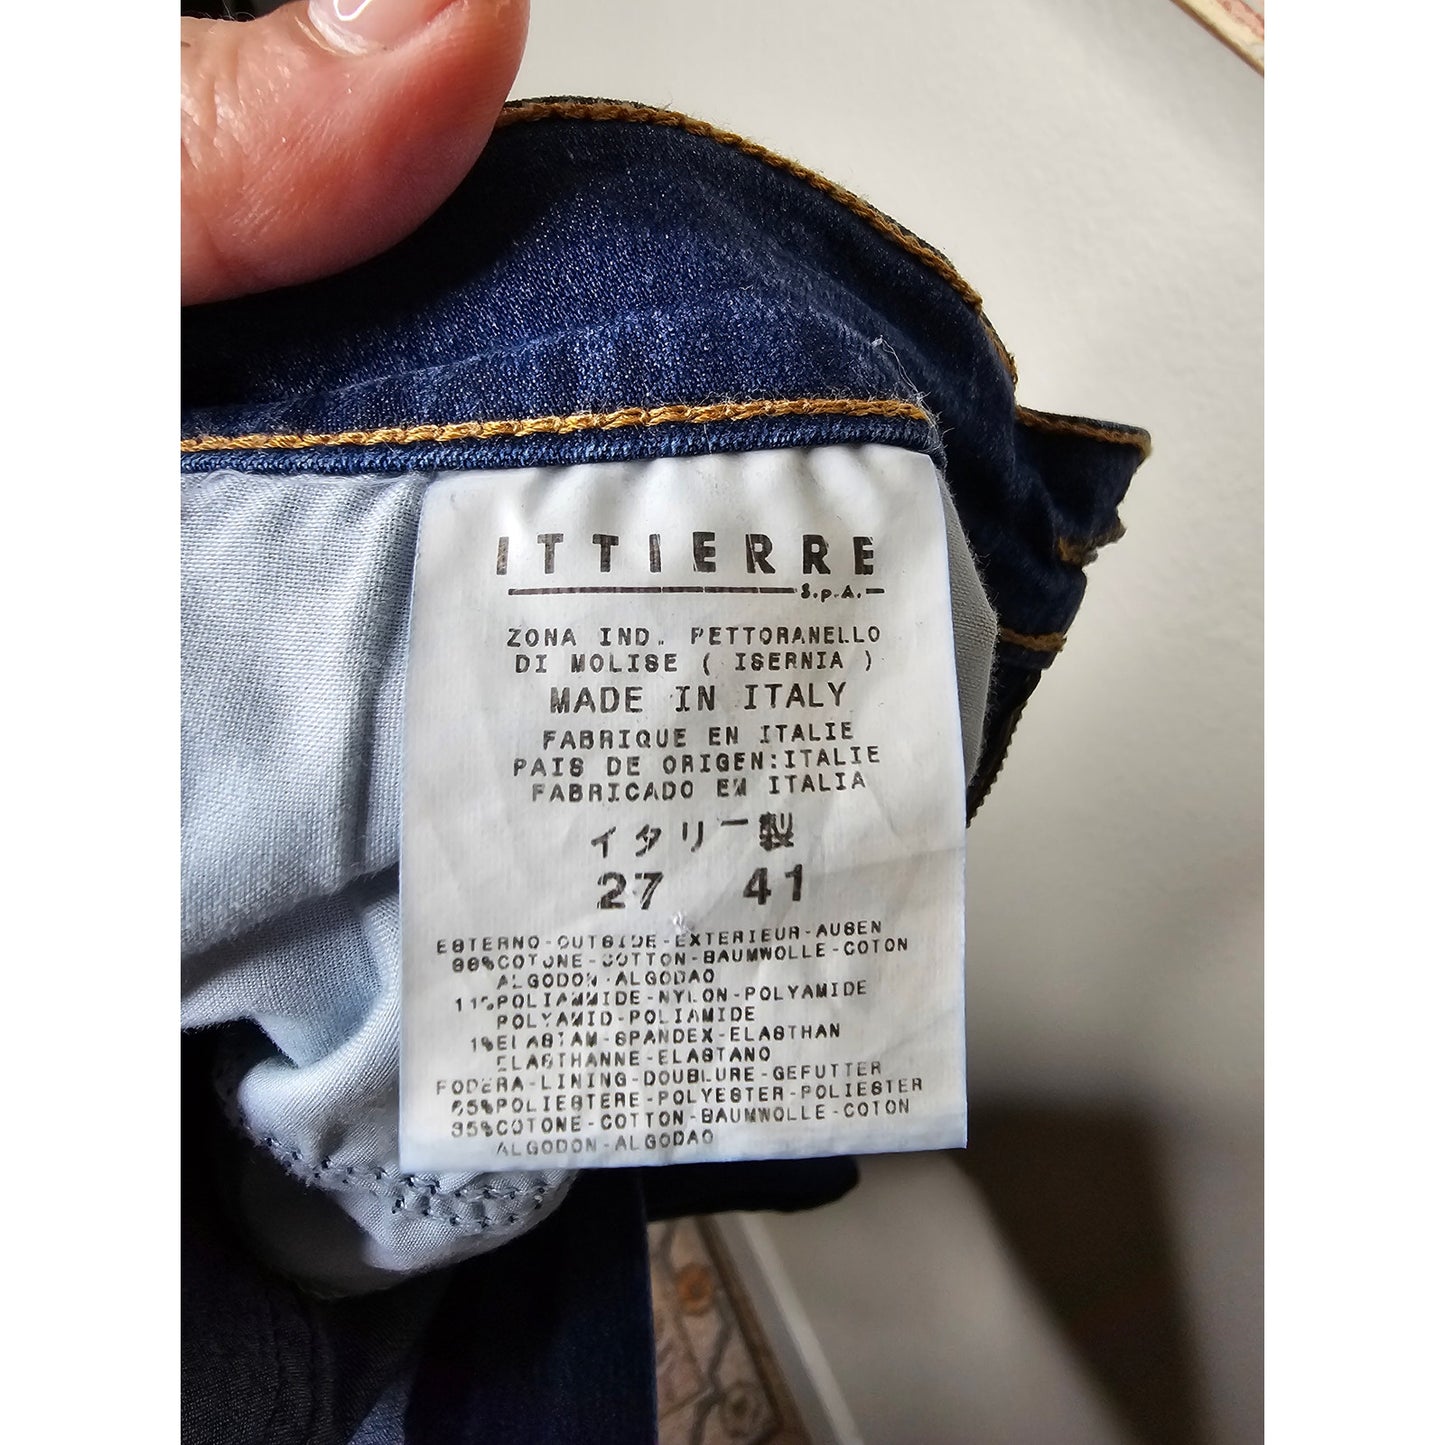 ITTIERRE
S.p.A.
ZONA IND. PETTORANELLO
DI MOLISE ( ISERNIA )
MADE IN ITALY
FABRIQUE EN ITALIE
PAIS DE ORIGEN:ITALIE
FABRICADO EM ITALIA
イタリー製
27 41
ESTERNO-OUTSIDE-EXTERIEUR-AUSEN
88%COTONE-COTTON-BAUMWOLLE-COTON
ALGODON-ALGODAO
11%POLIAMMIDE-NYLON-POLYAMIDE
POLYAMID-POLIAMIDE
1%ELASTAM-SPANDEX-ELASTHAN
ELASTHANNE-ELASTANO
FODERA-LINING-DOUBLURE-GEFUTTER
65%POLIESTERE-POLYESTER-POLIESTER
35%COTONE-COTTON-BAUMWOLLE-COTON
ALGODON-ALGODAO